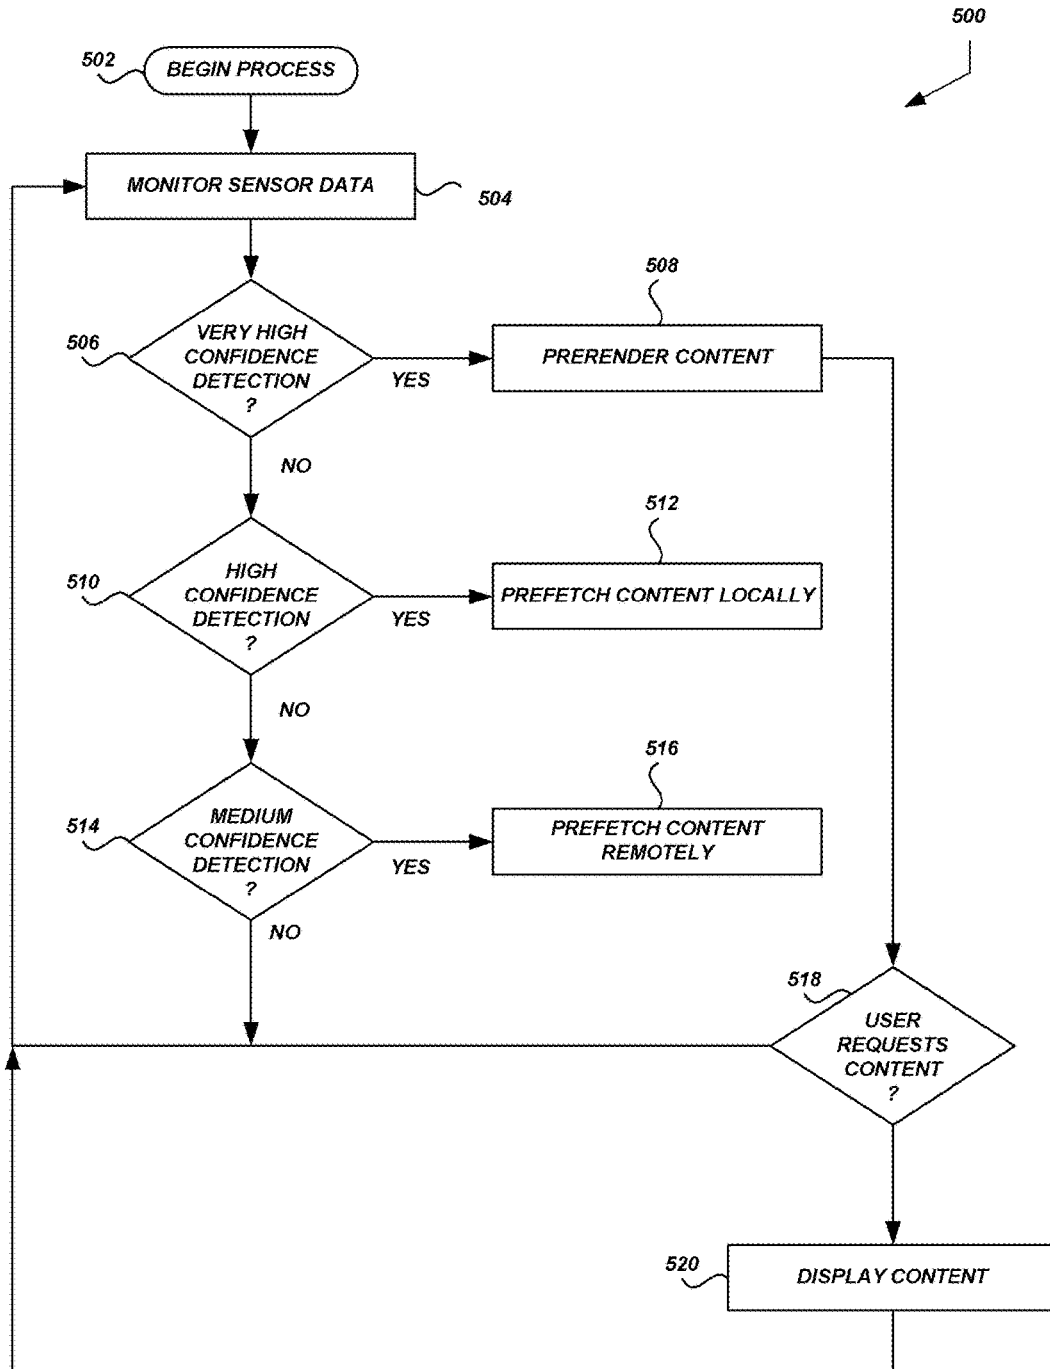 500
502
BEGIN PROCESS
MONITOR SENSOR DATA
504
506
VERY HIGH
CONFIDENCE
DETECTION
?
YES
508
PRERENDER CONTENT
NO
510
HIGH
CONFIDENCE
DETECTION
?
YES
512
PREFETCH CONTENT LOCALLY
NO
514
MEDIUM
CONFIDENCE
DETECTION
?
YES
516
PREFETCH CONTENT
REMOTELY
NO
518
USER
REQUESTS
CONTENT
?
520
DISPLAY CONTENT